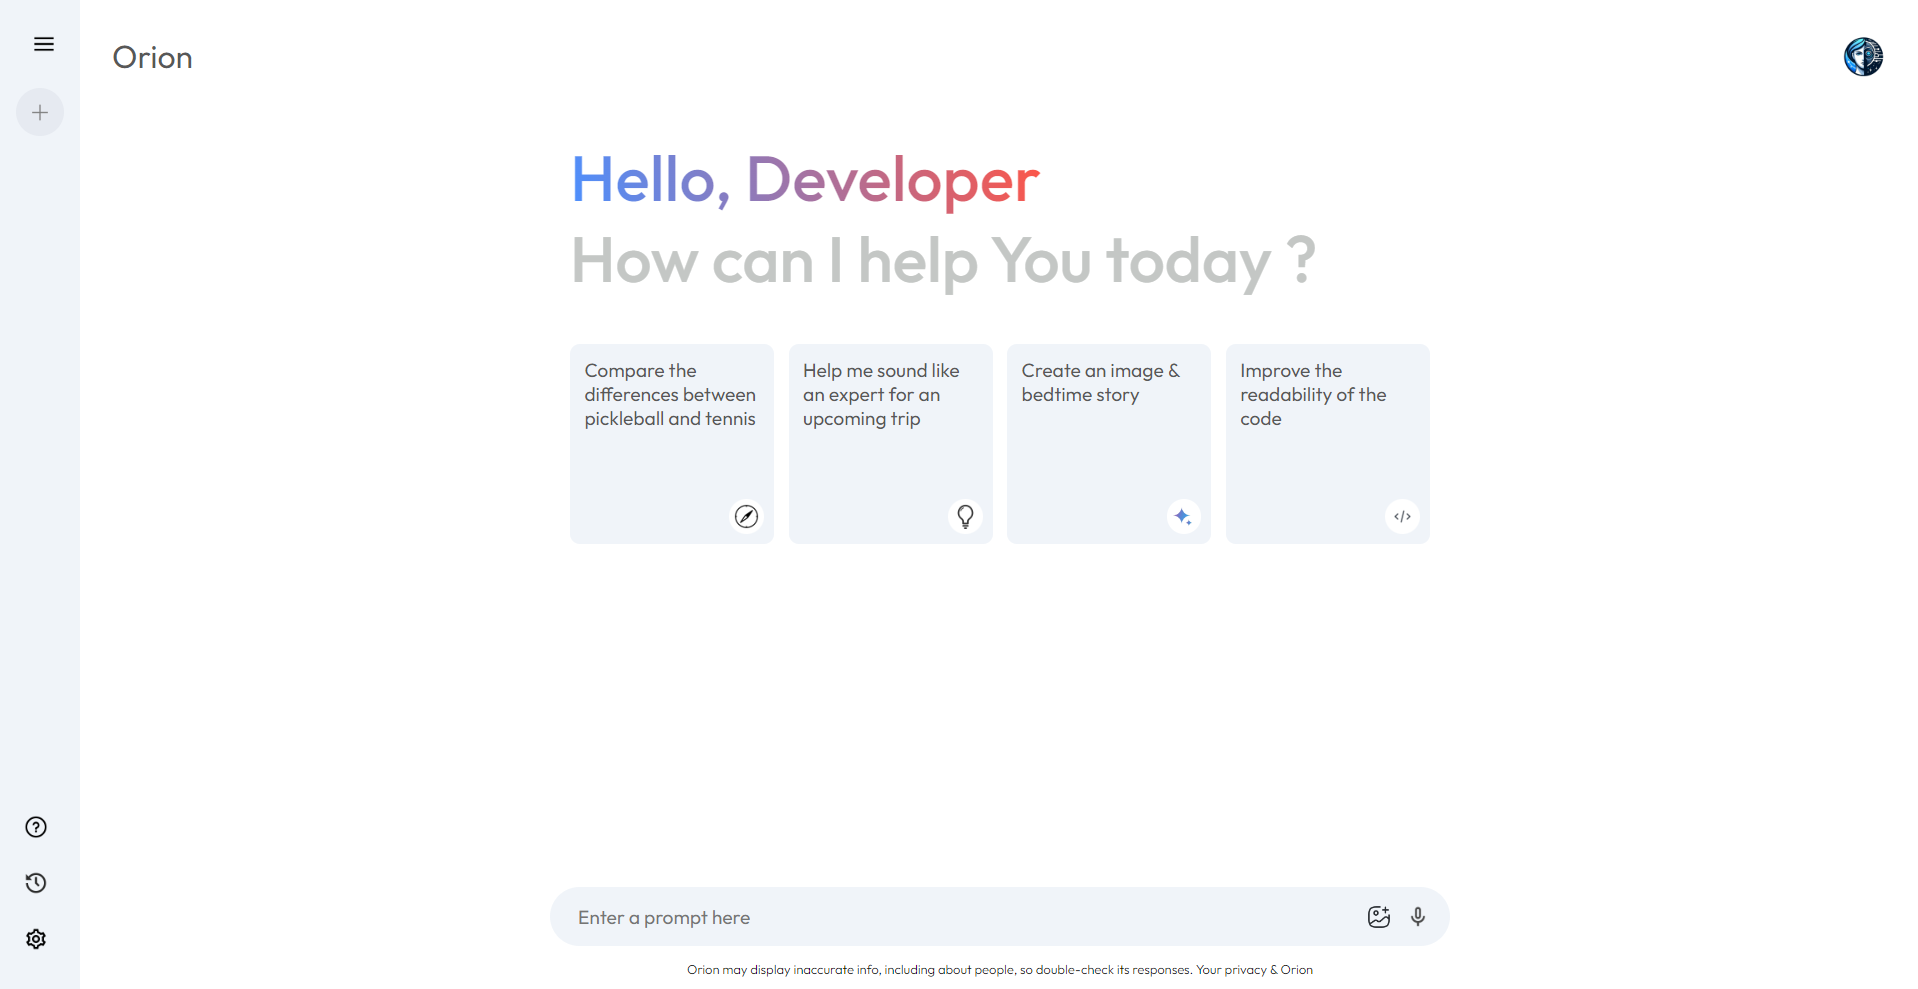 Orion
Hello, Developer
How can I help You today ?
Compare the
differences between
pickleball and tennis
Help me sound like
an expert for an
upcoming trip
Create an image &
bedtime story
Improve the
readability of the
code
Enter a prompt here
Orion may display inaccurate info, including about people, so double-check its responses. Your privacy & Orion